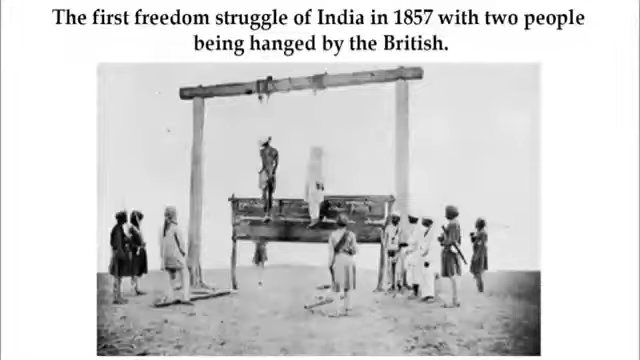 The first freedom struggle of India in 1857 with two people
being hanged by the British.